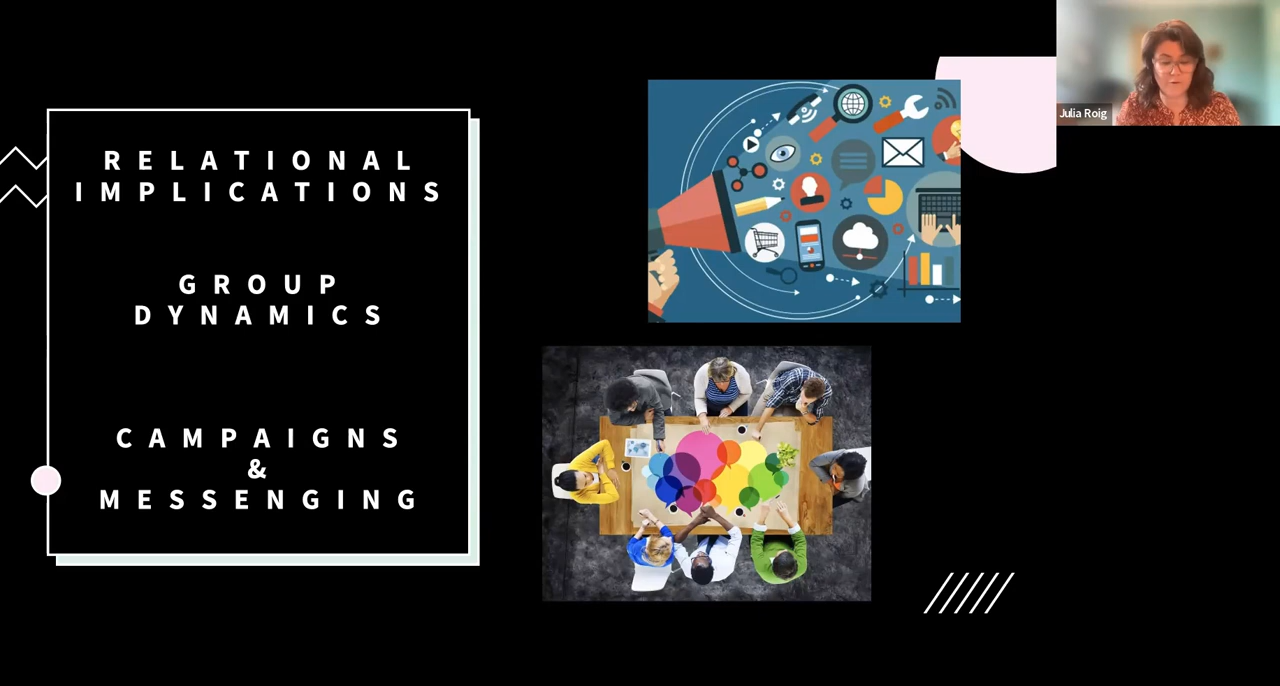 RELATIONAL
IMPLICATIONS
GROUP
DYNAMICS
CAMPAIGNS
&
MESSENGING
Julia Roig